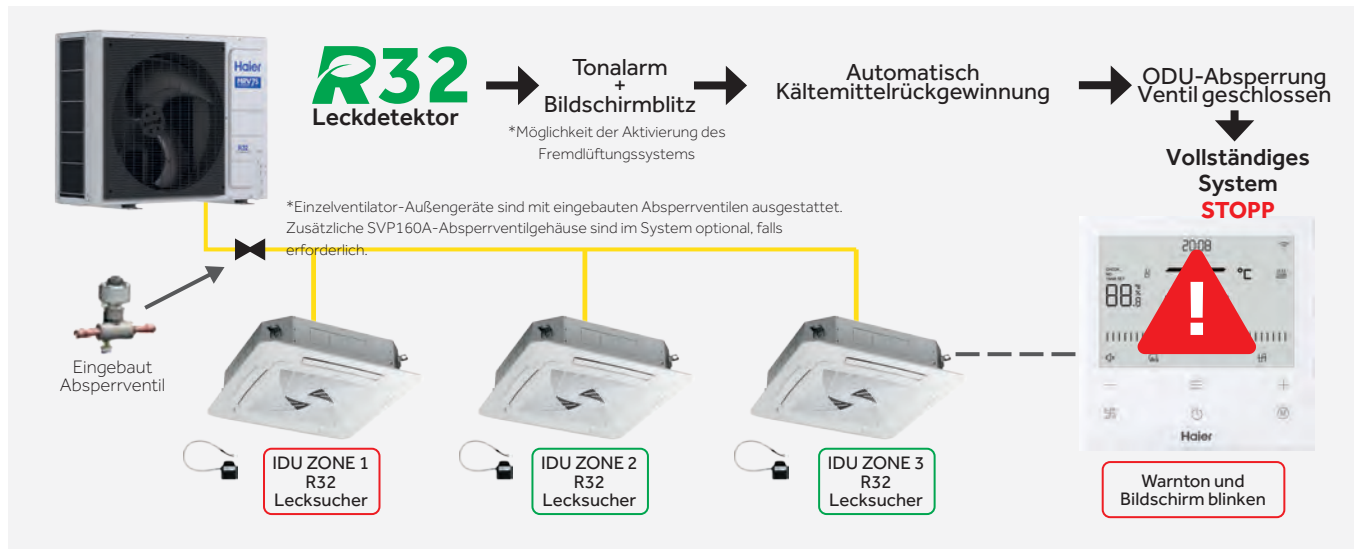 Haier
MRV 7S
R32
R32
Leckdetektor
Tonalarm
+
Bildschirmblitz
*Möglichkeit der Aktivierung des
Fremdlüftungssystems
Automatisch
Kältemittelrückgewinnung
ODU-Absperrung
Ventil geschlossen
Vollständiges
System
STOPP
*Einzelventilator-Außengeräte sind mit eingebauten Absperrventilen ausgestattet.
Zusätzliche SVP160A-Absperrventilgehäuse sind im System optional, falls
erforderlich.
Eingebaut
Absperrventil
IDU ZONE 1
R32
Lecksucher
IDU ZONE 2
R32
Lecksucher
IDU ZONE 3
R32
Lecksucher
20:08
°C
88
!
Haier
Warnton und
Bildschirm blinken